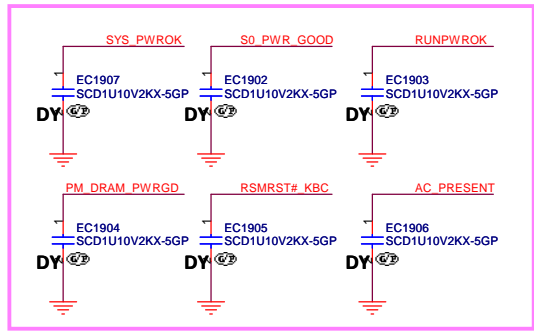 SYS_PWROK S0_PWR_GOOD RUNPWROK
1 EC1907 1 EC1902 1 EC1903
SCD1U10V2KX-5GP SCD1U10V2KX-5GP SCD1U10V2KX-5GP
DY G/P DY G/P DY G/P
PM_DRAM_PWRGD RSMRST#_KBC AC_PRESENT
1 EC1904 1 EC1905 1 EC1906
SCD1U10V2KX-5GP SCD1U10V2KX-5GP SCD1U10V2KX-5GP
DY G/P DY G/P DY G/P